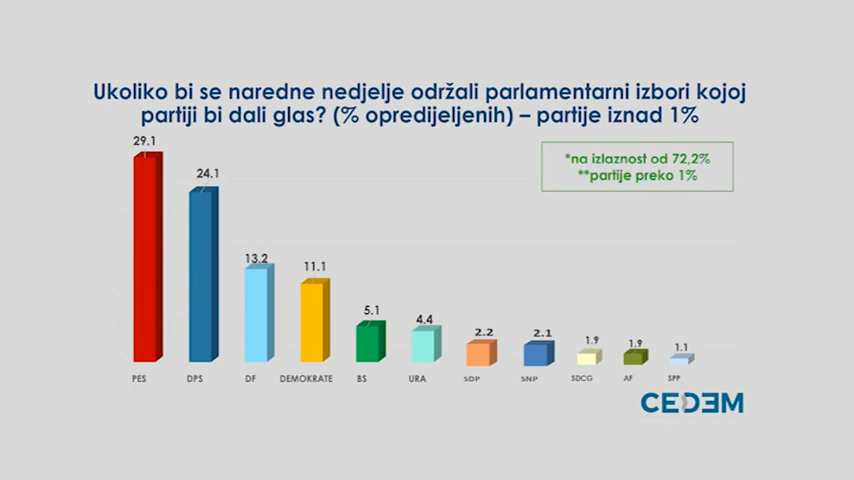 Ukoliko bi se naredne nedjelje održali parlamentarni izbori kojoj
partiji bi dali glas? (% opredijeljenih) – partije iznad 1%
*na izlaznost od 72,2%
**partije preko 1%
29.1
24.1
13.2
11.1
5.1
4.4
2.2
2.1
1.9
1.9
1.1
PES DPS DF DEMOKRATE BS URA SDP SNP SDCG AF SPP
CEDEM